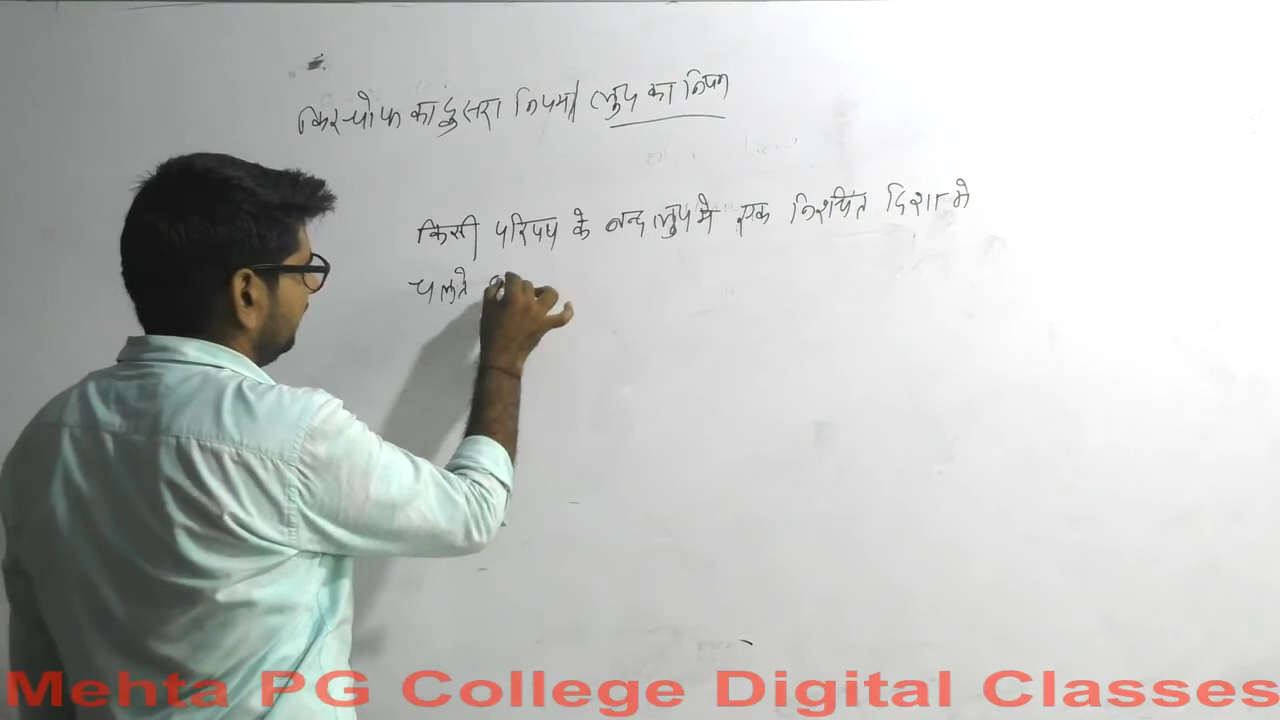 किरचोफ का दुसरा नियम/ लुप का नियम
किसी परिपथ के बन्द लुप मे एक निश्चित दिशा मे
चलते
Mehta PG College Digital Classes